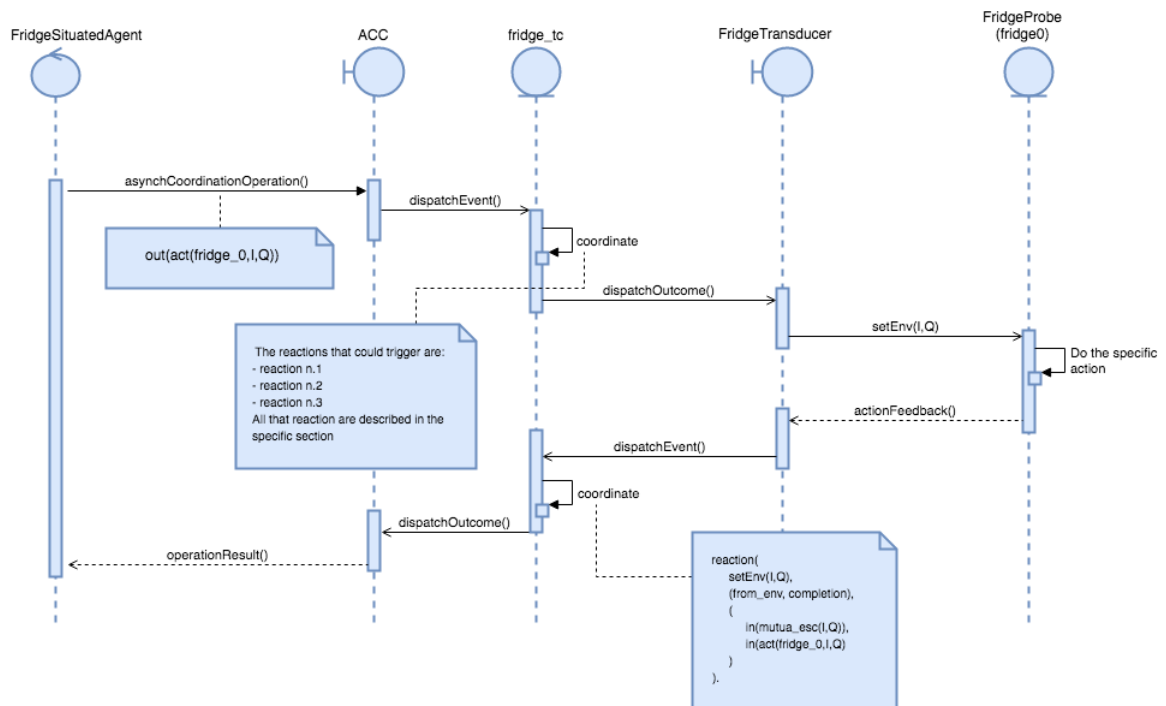 FridgeSituatedAgent
ACC
fridge_tc
FridgeTransducer
FridgeProbe
(fridge0)
asynchCoordinationOperation()
dispatchEvent()
out(act(fridge_0,I,Q))
coordinate
dispatchOutcome()
setEnv(I,Q)
Do the specific
action
The reactions that could trigger are:
- reaction n.1
- reaction n.2
- reaction n.3
All that reaction are described in the
specific section
actionFeedback()
dispatchEvent()
coordinate
dispatchOutcome()
operationResult()
reaction(
setEnv(I,Q),
(from_env, completion),
(
in(mutua_esc(I,Q)),
in(act(fridge_0,I,Q)
)
).